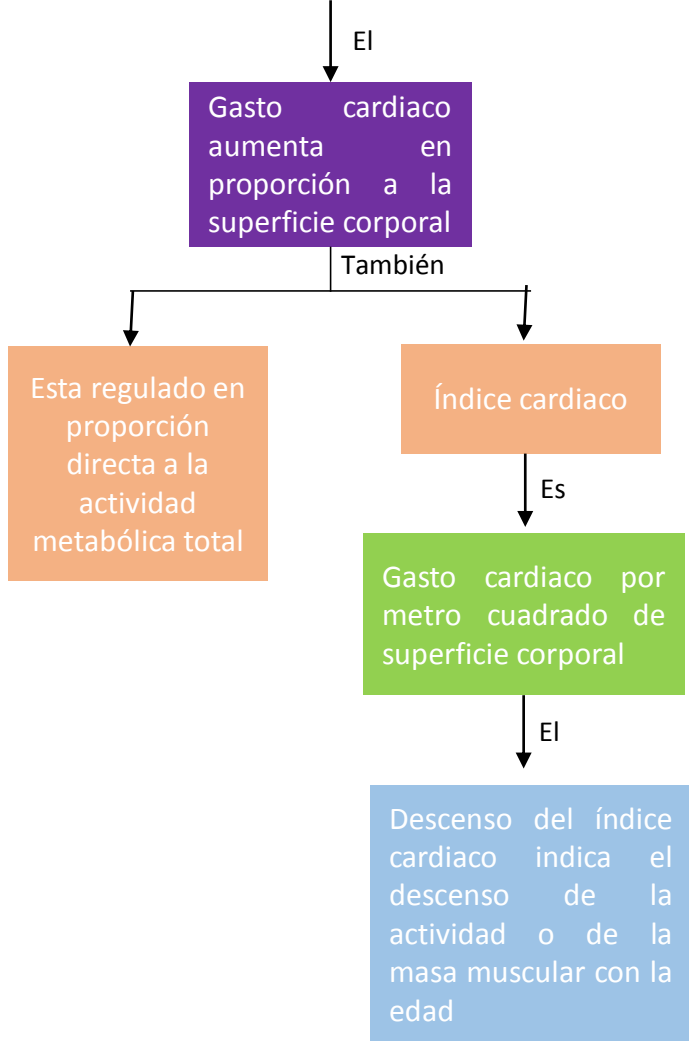 El
Gasto cardiaco
aumenta en
proporción a la
superficie corporal
También
Esta regulado en
proporción
directa a la
actividad
metabólica total
Índice cardiaco
Es
Gasto cardiaco por
metro cuadrado de
superficie corporal
El
Descenso del índice
cardiaco indica el
descenso de la
actividad o de la
masa muscular con la
edad